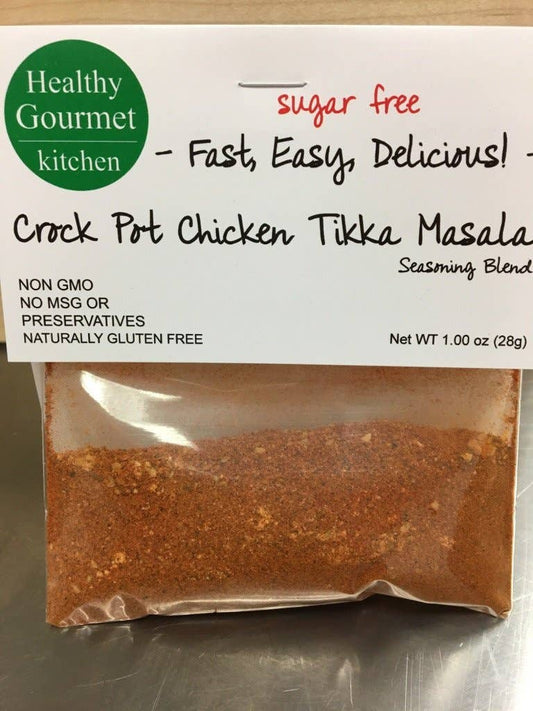 Healthy
Gourmet
kitchen
sugar free
- Fast, Easy, Delicious! -
Crock Pot Chicken Tikka Masala
Seasoning Blend
NON GMO
NO MSG OR
PRESERVATIVES
NATURALLY GLUTEN FREE
Net WT 1.00 oz (28g)